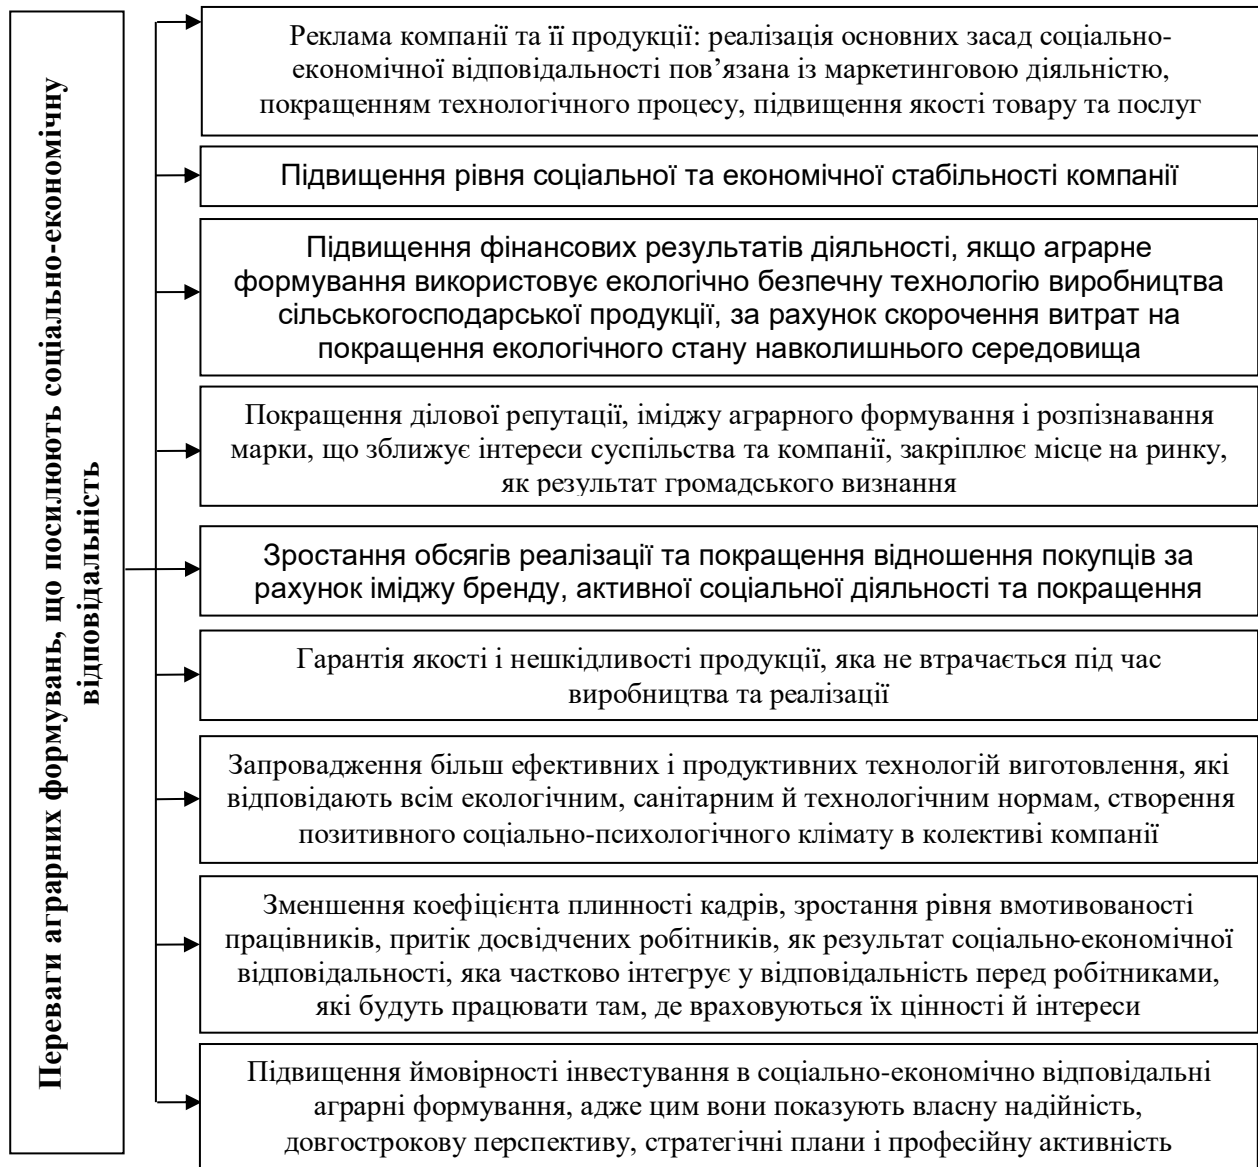 Переваги аграрних формувань, що посилюють соціально-економічну
відповідальність
Реклама компанії та її продукції: реалізація основних засад соціально-
економічної відповідальності пов’язана із маркетинговою діяльністю,
покращенням технологічного процесу, підвищення якості товару та послуг
Підвищення рівня соціальної та економічної стабільності компанії
Підвищення фінансових результатів діяльності, якщо аграрне
формування використовує екологічно безпечну технологію виробництва
сільськогосподарської продукції, за рахунок скорочення витрат на
покращення екологічного стану навколишнього середовища
Покращення ділової репутації, іміджу аграрного формування і розпізнавання
марки, що зближує інтереси суспільства та компанії, закріплює місце на ринку,
як результат громадського визнання
Зростання обсягів реалізації та покращення відношення покупців за
рахунок іміджу бренду, активної соціальної діяльності та покращення
Гарантія якості і нешкідливості продукції, яка не втрачається під час
виробництва та реалізації
Запровадження більш ефективних і продуктивних технологій виготовлення, які
відповідають всім екологічним, санітарним й технологічним нормам, створення
позитивного соціально-психологічного клімату в колективі компанії
Зменшення коефіцієнта плинності кадрів, зростання рівня вмотивованості
працівників, притік досвідчених робітників, як результат соціально-економічної
відповідальності, яка частково інтегрує у відповідальність перед робітниками,
які будуть працювати там, де враховуються їх цінності й інтереси
Підвищення ймовірності інвестування в соціально-економічно відповідальні
аграрні формування, адже цим вони показують власну надійність,
довгострокову перспективу, стратегічні плани і професійну активність